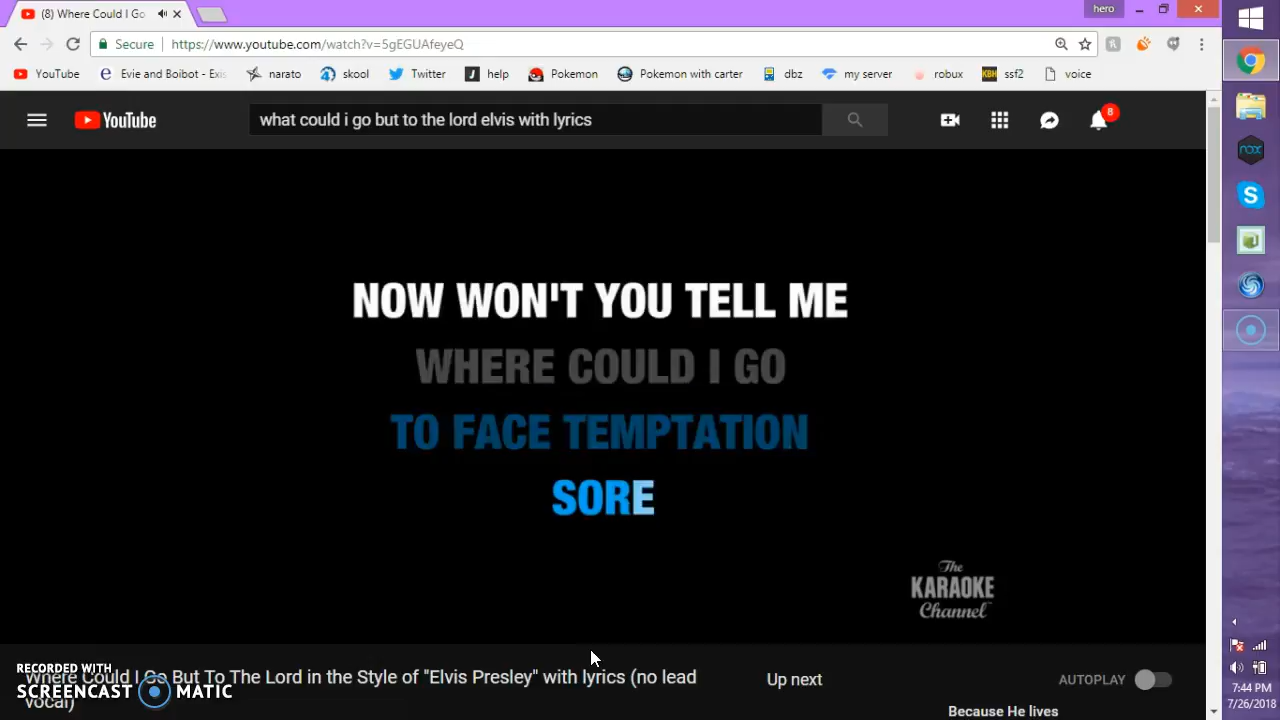 (8) Where Could I Go
hero
Secure
https://www.youtube.com/watch?v=5gEGUAfeyeQ
YouTube
Evie and Boibot - Exis
naruto
skool
Twitter
help
Pokemon
Pokemon with carter
dbz
my server
robux
KBH
ssf2
voice
YouTube
what could i go but to the lord elvis with lyrics
8
nox
NOW WON'T YOU TELL ME
WHERE COULD I GO
TO FACE TEMPTATION
SORE
The
KARAOKE
Channel
RECORDED WITH
SCREENCAST MATIC
Where Could I Go But To The Lord in the Style of "Elvis Presley" with lyrics (no lead
vocal)
Up next
AUTOPLAY
Because He lives
7:44 PM
7/26/2018